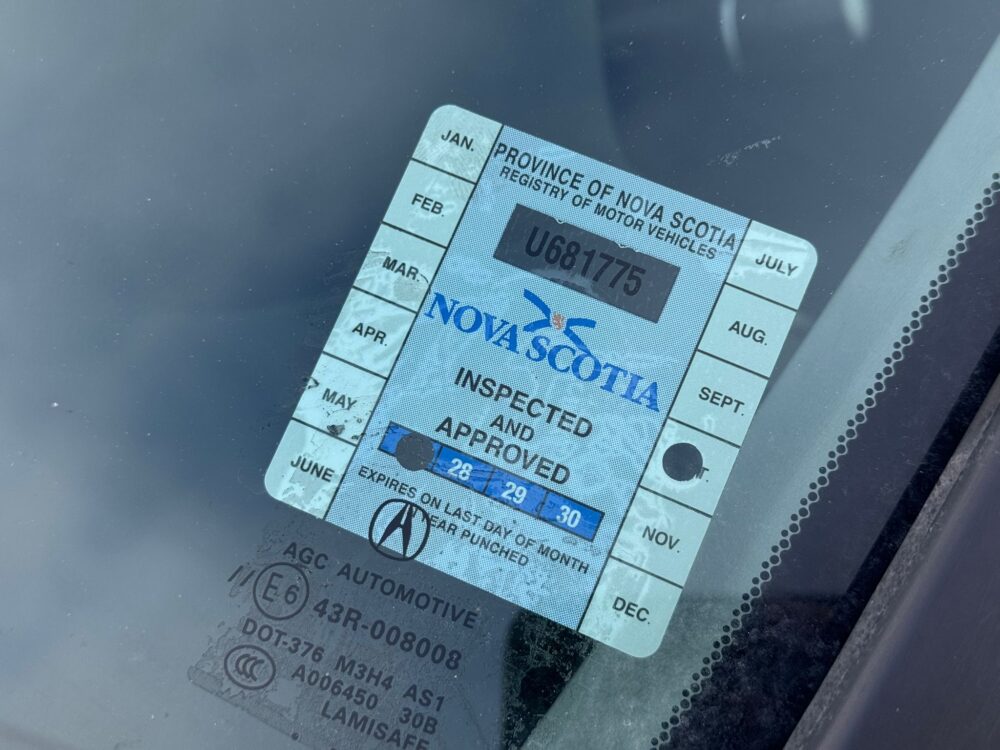 JAN.
FEB.
MAR.
APR.
MAY
JUNE
PROVINCE OF NOVA SCOTIA
REGISTRY OF MOTOR VEHICLES
U681775
NOVA SCOTIA
INSPECTED
AND
APPROVED
28 29 30
EXPIRES ON LAST DAY OF MONTH
YEAR PUNCHED
JULY
AUG.
SEPT.
NOV.
DEC.
AGC AUTOMOTIVE
E6 43R-008008
DOT-376 M3H4 AS1
CCC A006450 30B
LAMISAFE